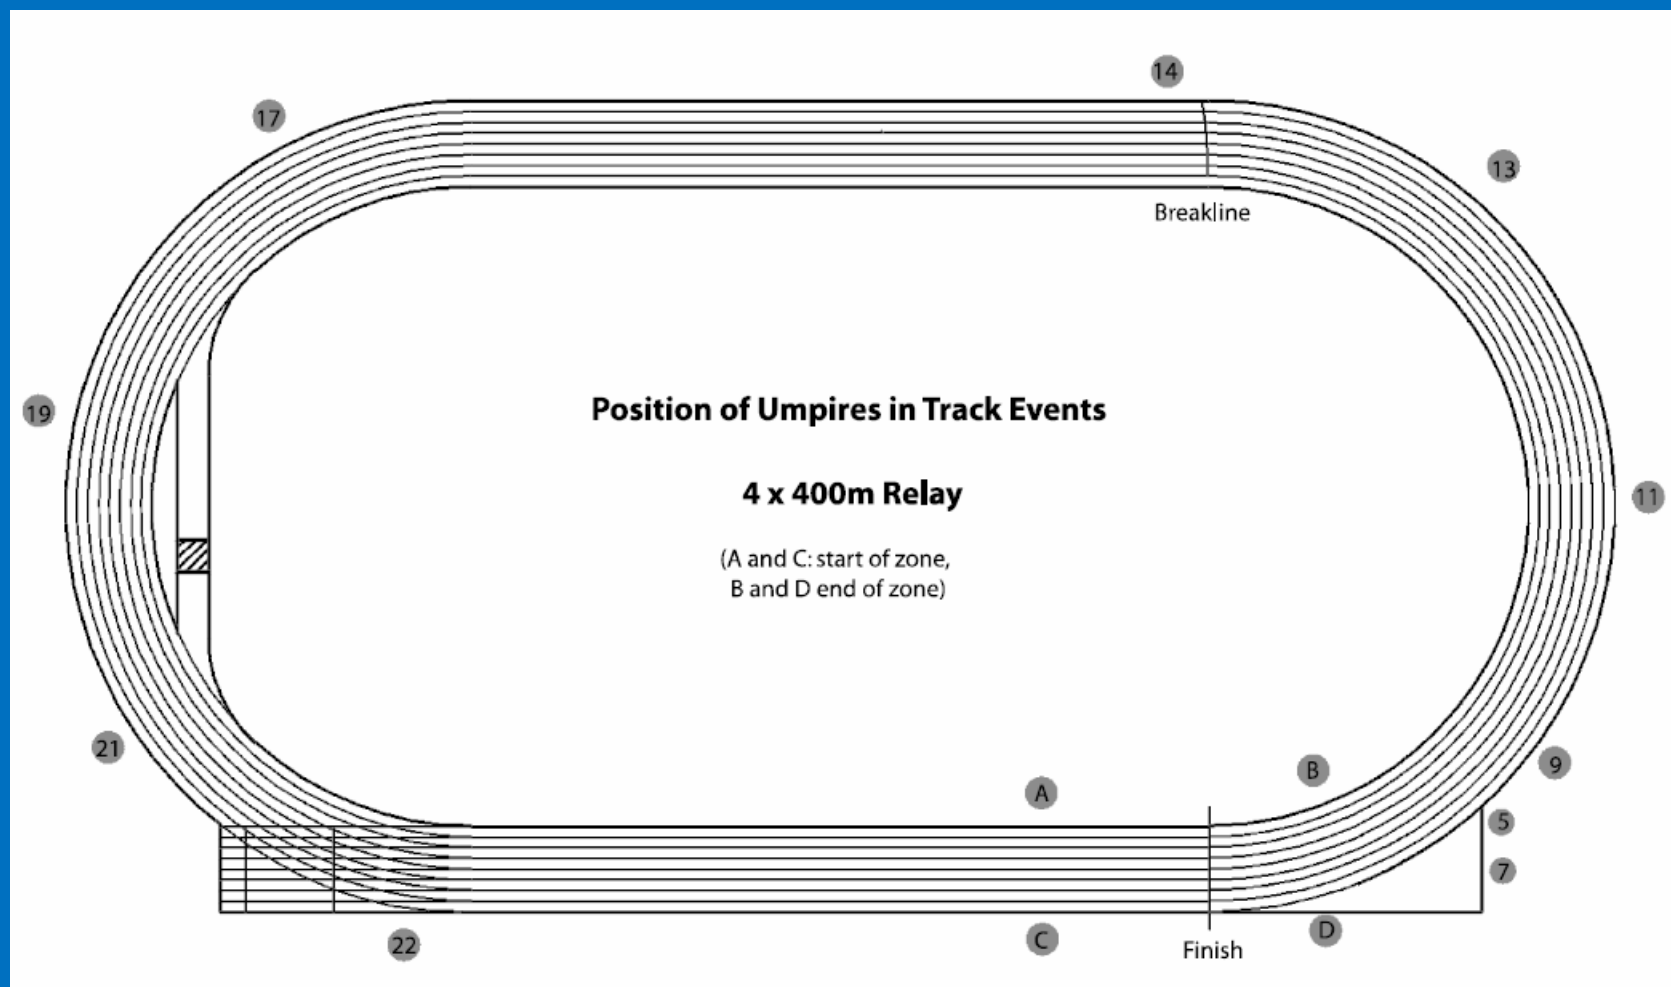 14
17
13
Breakline
19
Position of Umpires in Track Events
4 x 400m Relay
11
(A and C: start of zone,
B and D end of zone)
21
9
B
A
5
7
22
C
D
Finish